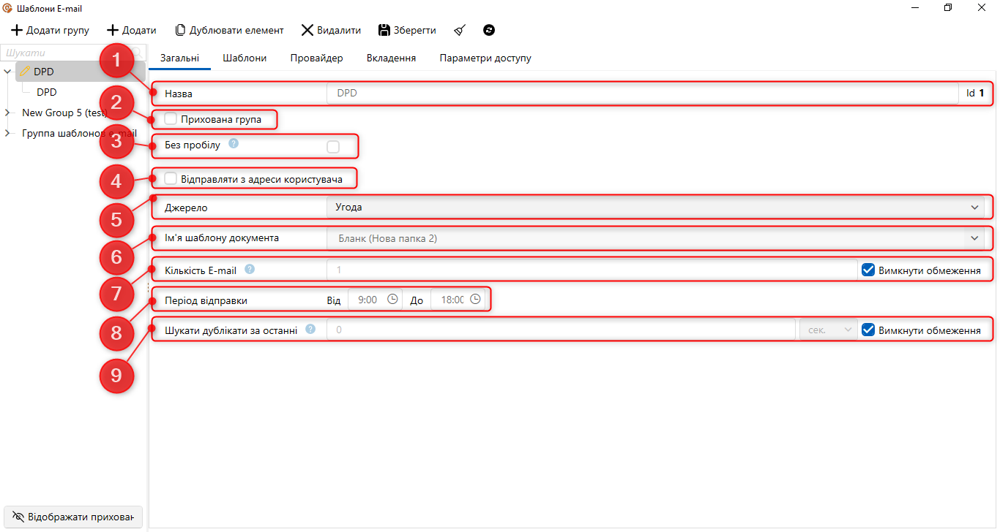 Шаблони E-mail
Додати групу Додати Дублювати елемент Видалити Зберегти
Шукати
Загальні Шаблони Провайдер Вкладення Параметри доступу
DPD
DPD
New Group 5 (test)
Группа шаблонов e-mail
1
Назва DPD Id 1
2
Прихована група
3
Без пробілу ?
4
Відправляти з адреси користувача
5
Джерело Угода
6
Ім'я шаблону документа Бланк (Нова папка 2)
7
Кількість E-mail ? 1 Вимкнути обмеження
8
Період відправки Від 9:00 До 18:00
9
Шукати дублікати за останні ? 0 сек. Вимкнути обмеження
Відображати прихован